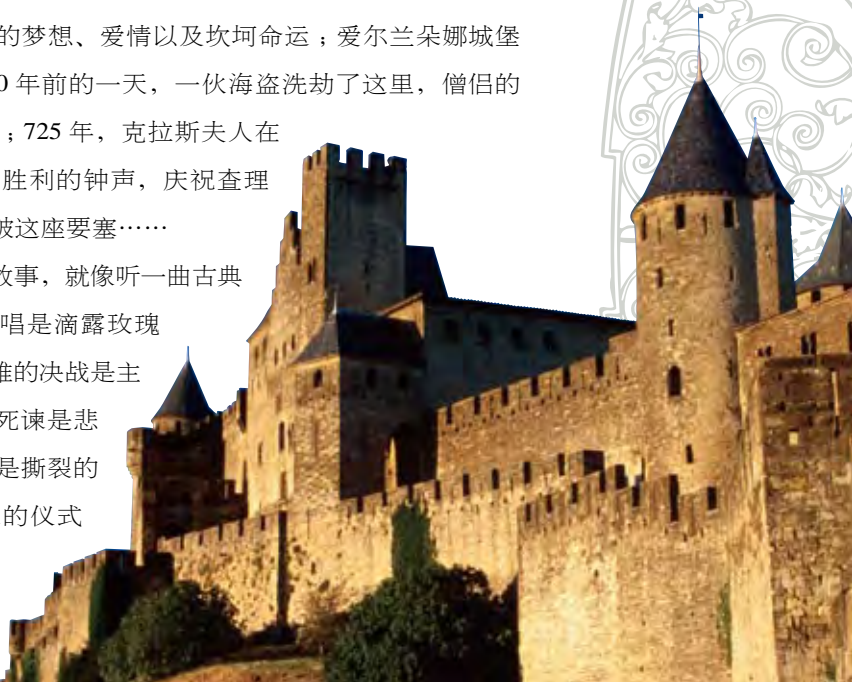 的梦想、爱情以及坎坷命运；爱尔兰朵娜城堡
0 年前的一天，一伙海盗洗劫了这里，僧侣的
；725 年，克拉斯夫人在
胜利的钟声，庆祝查理
破这座要塞……
故事，就像听一曲古典
唱是滴露玫瑰
的决战是主
死谏是悲
是撕裂的
的仪式